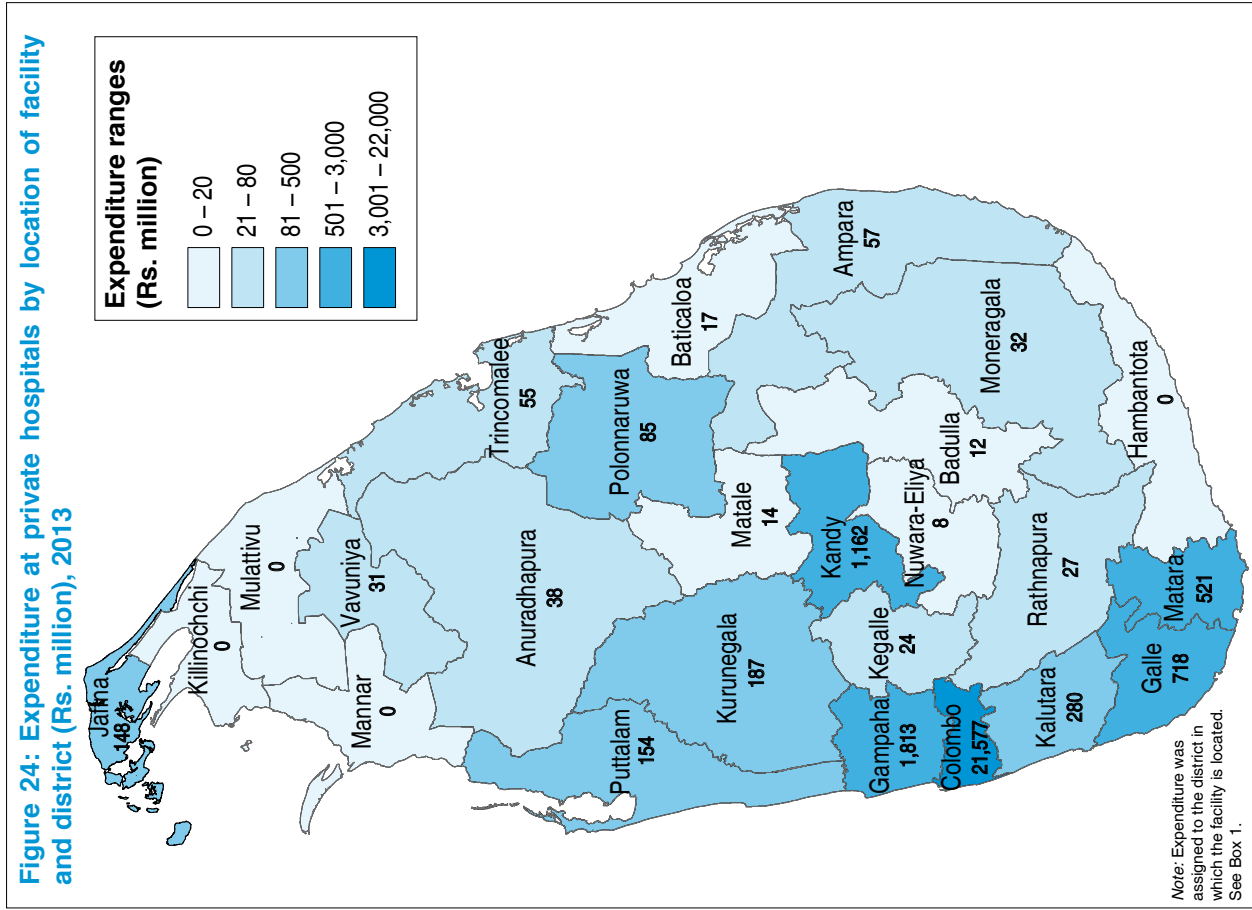 Figure 24: Expenditure at private hospitals by location of facility
and district (Rs. million), 2013
Expenditure ranges
(Rs. million)
0 – 20
21 – 80
81 – 500
501 – 3,000
3,001 – 22,000
Jaffna
148
Killinochchi
0
Mulattivu
0
Mannar
0
Vavuniya
31
Trincomalee
55
Anuradhapura
38
Polonnaruwa
85
Puttalam
154
Kurunegala
187
Matale
14
Baticaloa
17
Ampara
57
Kandy
1,162
Kegalle
24
Gampaha
1,813
Colombo
21,577
Nuwara-Eliya
8
Badulla
12
Moneragala
32
Kalutara
280
Rathnapura
27
Hambantota
0
Galle
718
Matara
521
Note: Expenditure was
assigned to the district in
which the facility is located.
See Box 1.